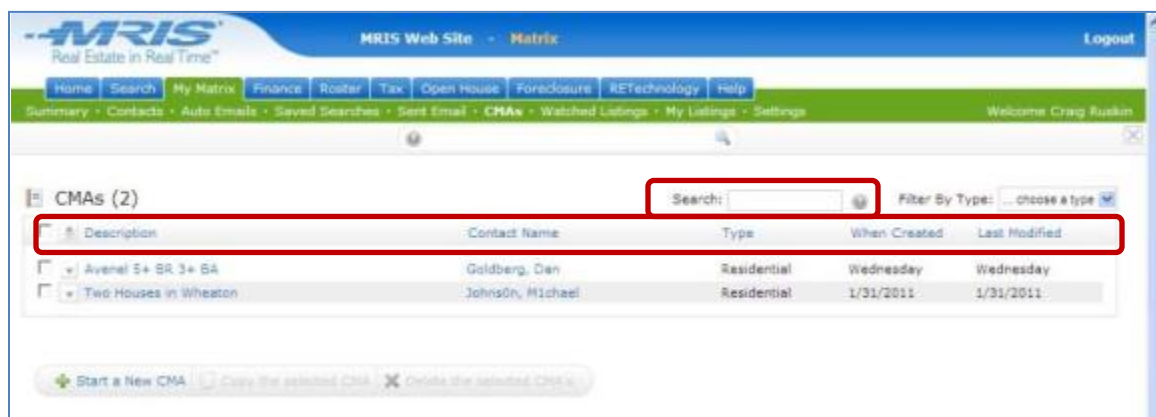 MRIS
Real Estate in Real Time™
MRIS Web Site - Matrix
Logout
Home Search My Matrix Finance Roster Tax Open House Foreclosure RETechnology Help
Summary · Contacts · Auto Emails · Saved Searches · Sent Email · CMAs · Watched Listings · My Listings · Settings Welcome Craig Ruskin
CMAs (2) Search: Filter By Type: ... choose a type
Description Contact Name Type When Created Last Modified
Avenel 5+ BR 3+ BA Goldberg, Dan Residential Wednesday Wednesday
Two Houses in Wheaton Johns0n, M1chael Residential 1/31/2011 1/31/2011
Start a New CMA Copy the selected CMA Delete the selected CMAs